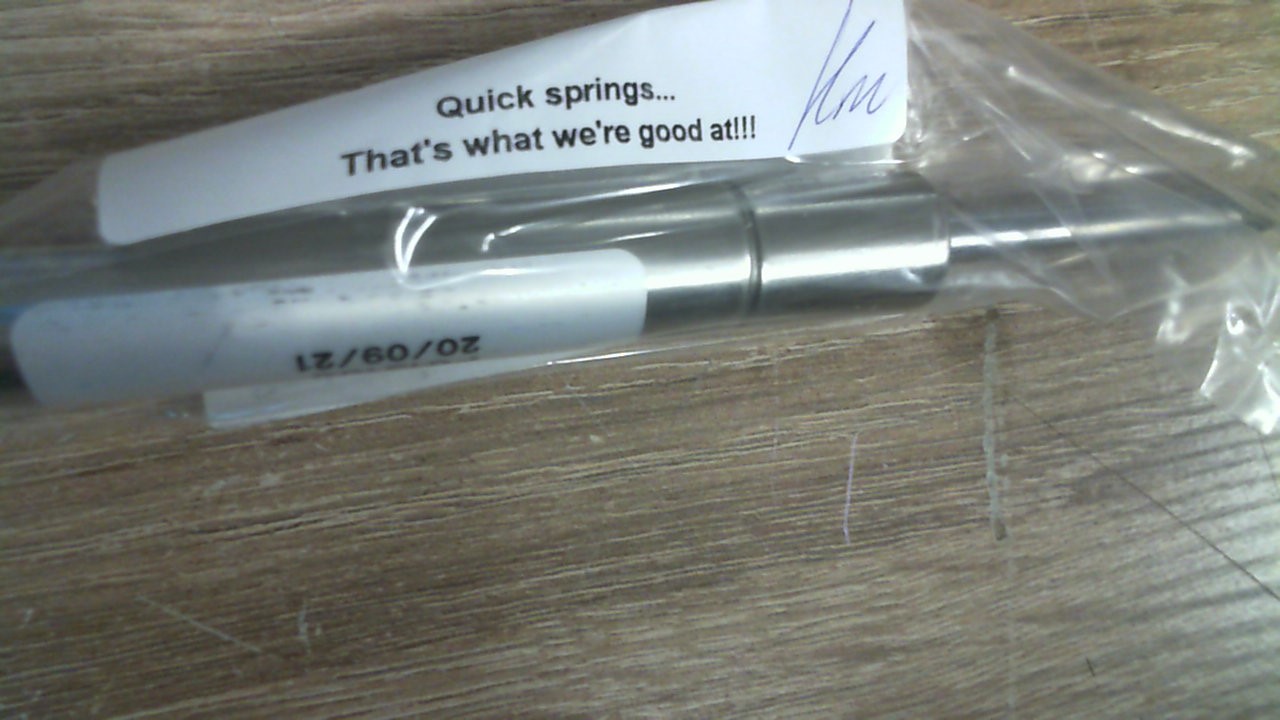 Quick springs...
That's what we're good at!!!
20/09/21